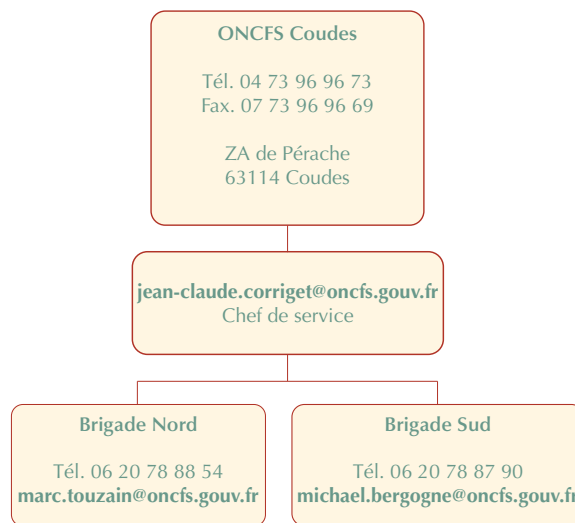 ONCFS Coudes
Tél. 04 73 96 96 73
Fax. 07 73 96 96 69
ZA de Pérache
63114 Coudes
jean-claude.corriget@oncfs.gouv.fr
Chef de service
Brigade Nord
Tél. 06 20 78 88 54
marc.touzain@oncfs.gouv.fr
Brigade Sud
Tél. 06 20 78 87 90
michael.bergogne@oncfs.gouv.fr